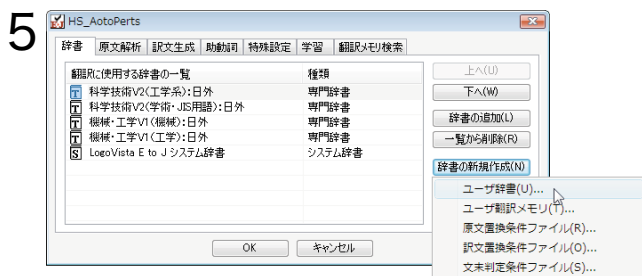 5
HS_AotoPerts
辞書 原文解析 訳文生成 助動詞 特殊設定 学習 翻訳メモリ検索
翻訳に使用する辞書の一覧 種類
科学技術V2(工学系):日外 専門辞書
科学技術V2(学術・JIS用語):日外 専門辞書
機械・工学V1(機械):日外 専門辞書
機械・工学V1(工学):日外 専門辞書
LogoVista E to J システム辞書 システム辞書
上へ(U)
下へ(W)
辞書の追加(L)
一覧から削除(R)
辞書の新規作成(N)
ユーザ辞書(U)...
ユーザ翻訳メモリ(T)...
原文置換条件ファイル(R)...
訳文置換条件ファイル(O)...
文末判定条件ファイル(S)...
OK キャンセル